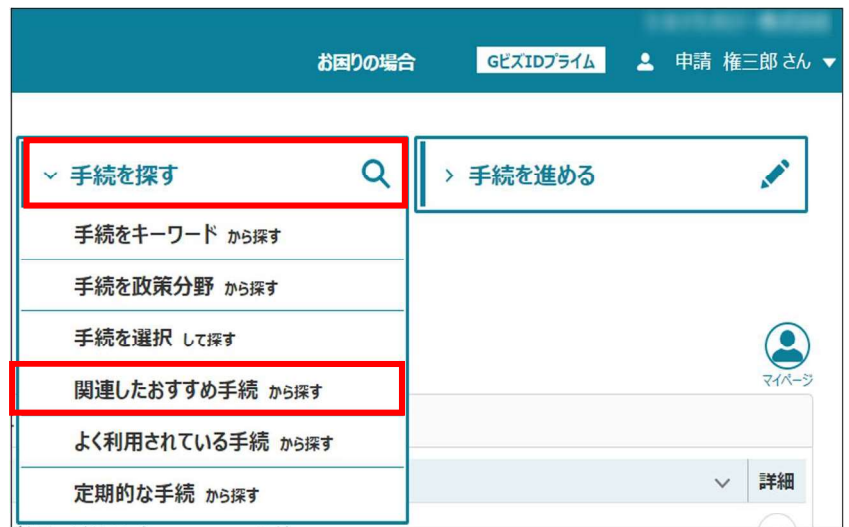 お困りの場合 GビズIDプライム 申請 権三郎 さん ▼
手続を探す
手続を進める
手続をキーワード から探す
手続を政策分野 から探す
手続を選択 して探す
関連したおすすめ手続 から探す
よく利用されている手続 から探す
定期的な手続 から探す
マイページ
詳細